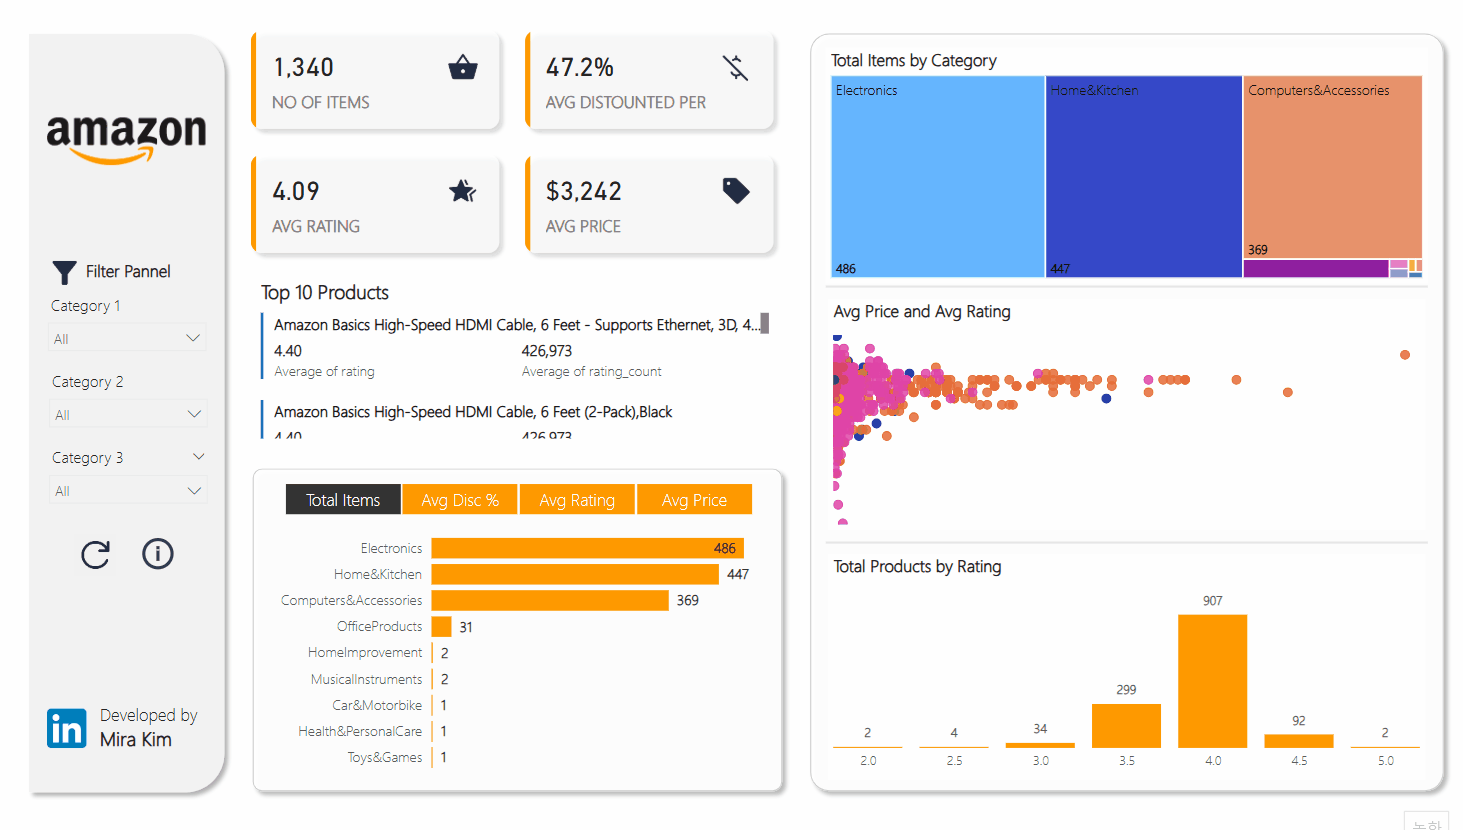 amazon
Filter Pannel
Category 1
All
Category 2
All
Category 3
All
in
Developed by
Mira Kim
1,340
NO OF ITEMS
47.2%
AVG DISTOUNTED PER
4.09
AVG RATING
$3,242
AVG PRICE
Top 10 Products
Amazon Basics High-Speed HDMI Cable, 6 Feet - Supports Ethernet, 3D, 4...
4.40
426,973
Average of rating
Average of rating_count
Amazon Basics High-Speed HDMI Cable, 6 Feet (2-Pack),Black
4.40
426,973
Total Items
Avg Disc %
Avg Rating
Avg Price
Electronics
486
Home&Kitchen
447
Computers&Accessories
369
OfficeProducts
31
HomeImprovement
2
MusicalInstruments
2
Car&Motorbike
1
Health&PersonalCare
1
Toys&Games
1
Total Items by Category
Electronics
486
Home&Kitchen
447
Computers&Accessories
369
Avg Price and Avg Rating
Total Products by Rating
2
4
34
299
907
92
2
2.0
2.5
3.0
3.5
4.0
4.5
5.0